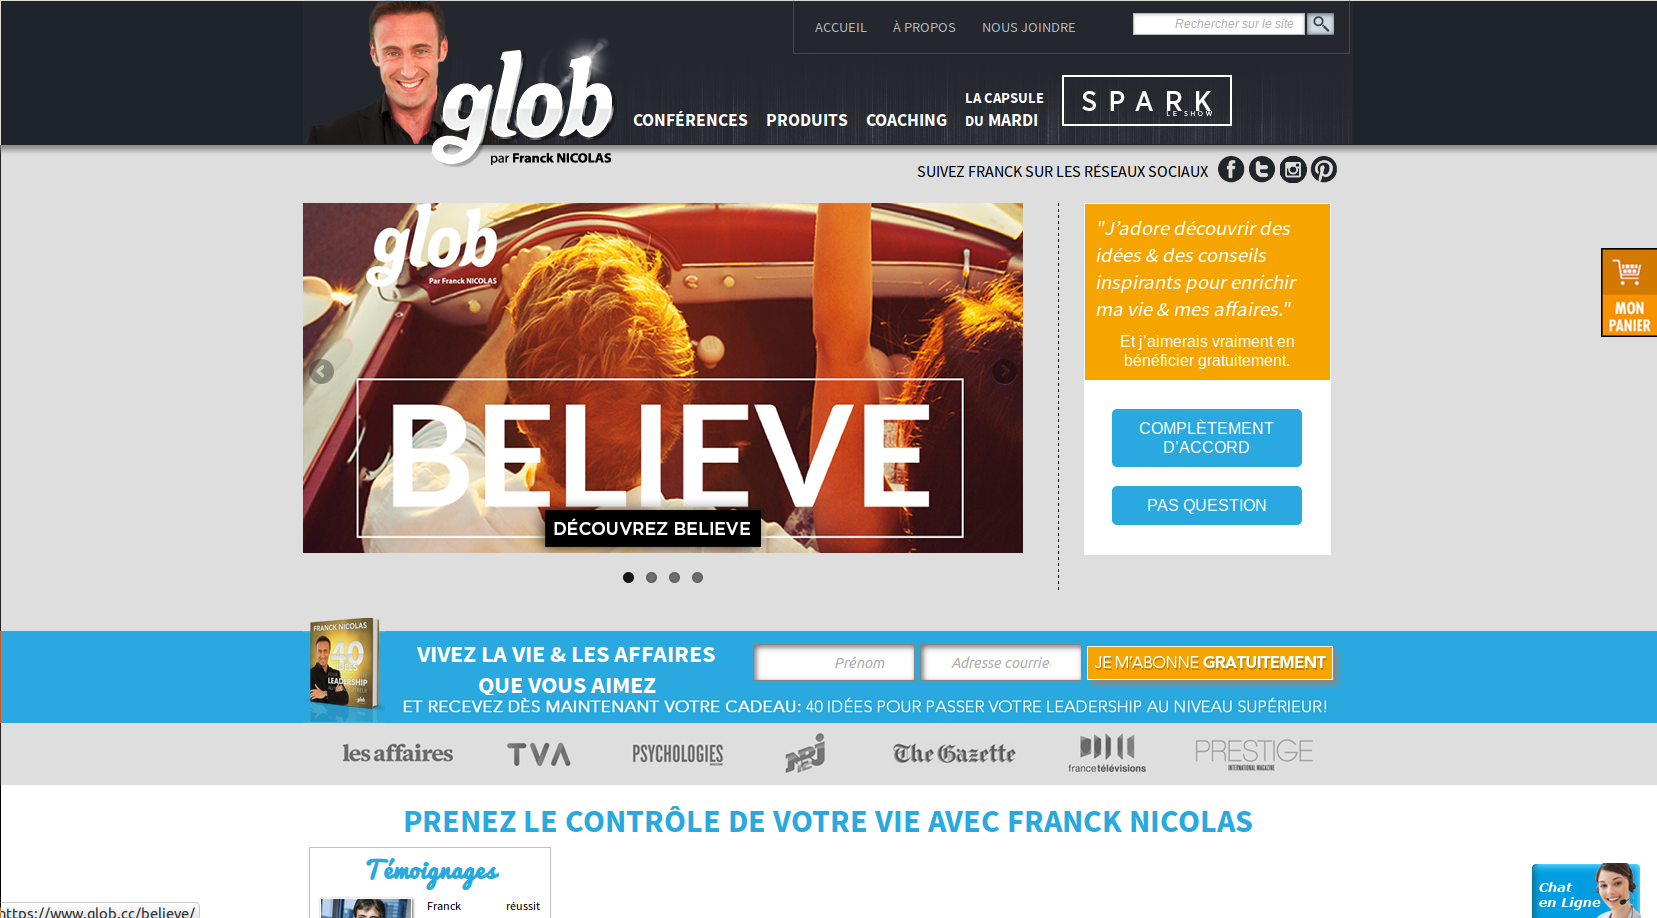 ACCUEIL À PROPOS NOUS JOINDRE
Rechercher sur le site
glob
par Franck NICOLAS
CONFÉRENCES PRODUITS COACHING
LA CAPSULE
DU MARDI
SPARK
LE SHOW
SUIVEZ FRANCK SUR LES RÉSEAUX SOCIAUX
glob
Par Franck NICOLAS
BELIEVE
DÉCOUVREZ BELIEVE
"J'adore découvrir des
idées & des conseils
inspirants pour enrichir
ma vie & mes affaires."
Et j'aimerais vraiment en
bénéficier gratuitement.
COMPLÈTEMENT
D'ACCORD
PAS QUESTION
MON
PANIER
FRANCK NICOLAS
40
IDÉES
LEADERSHIP
glob
VIVEZ LA VIE & LES AFFAIRES
QUE VOUS AIMEZ
Prénom
Adresse courrie
JE M'ABONNE GRATUITEMENT
ET RECEVEZ DÈS MAINTENANT VOTRE CADEAU: 40 IDÉES POUR PASSER VOTRE LEADERSHIP AU NIVEAU SUPÉRIEUR!
les affaires
TVA
PSYCHOLOGIES
NRJ
The Gazette
francetélévisions
PRESTIGE
INTERNATIONAL MAGAZINE
PRENEZ LE CONTRÔLE DE VOTRE VIE AVEC FRANCK NICOLAS
Témoignages
Franck réussit
Chat
en Ligne
https://www.glob.cc/believe/